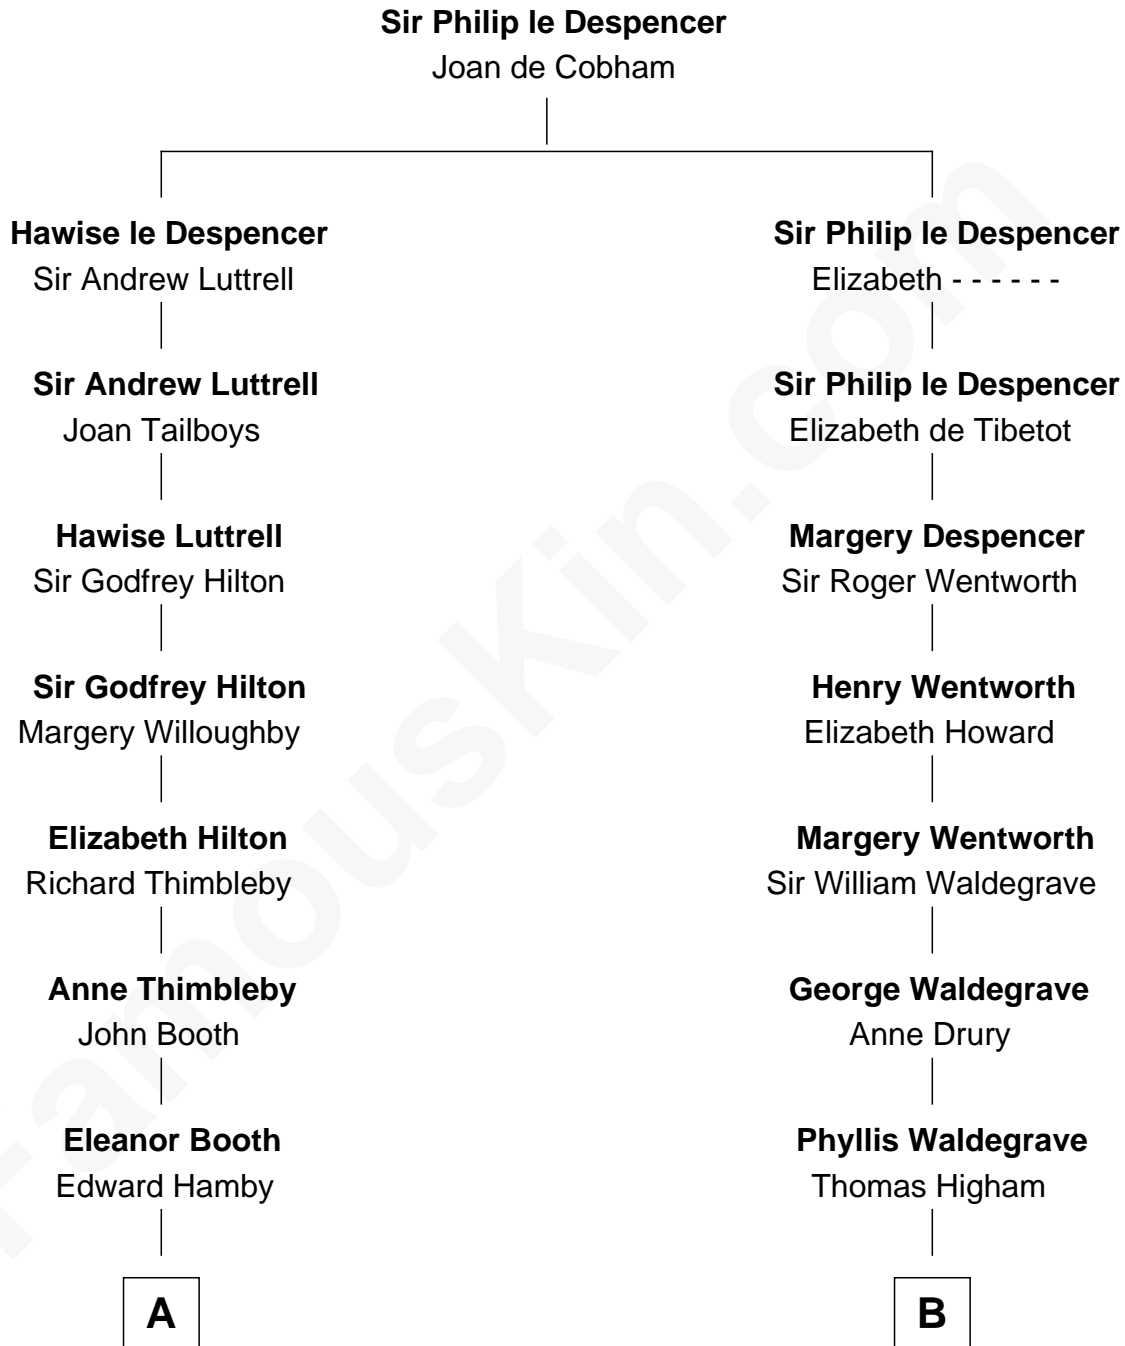 Sir Philip le Despencer
Joan de Cobham
Hawise le Despencer
Sir Andrew Luttrell
Sir Philip le Despencer
Elizabeth - - - - - -
Sir Andrew Luttrell
Joan Tailboys
Sir Philip le Despencer
Elizabeth de Tibetot
Hawise Luttrell
Sir Godfrey Hilton
Margery Despencer
Sir Roger Wentworth
Sir Godfrey Hilton
Margery Willoughby
Henry Wentworth
Elizabeth Howard
Elizabeth Hilton
Richard Thimbleby
Margery Wentworth
Sir William Waldegrave
Anne Thimbleby
John Booth
George Waldegrave
Anne Drury
Eleanor Booth
Edward Hamby
Phyllis Waldegrave
Thomas Higham
A
B
FamousKin.com